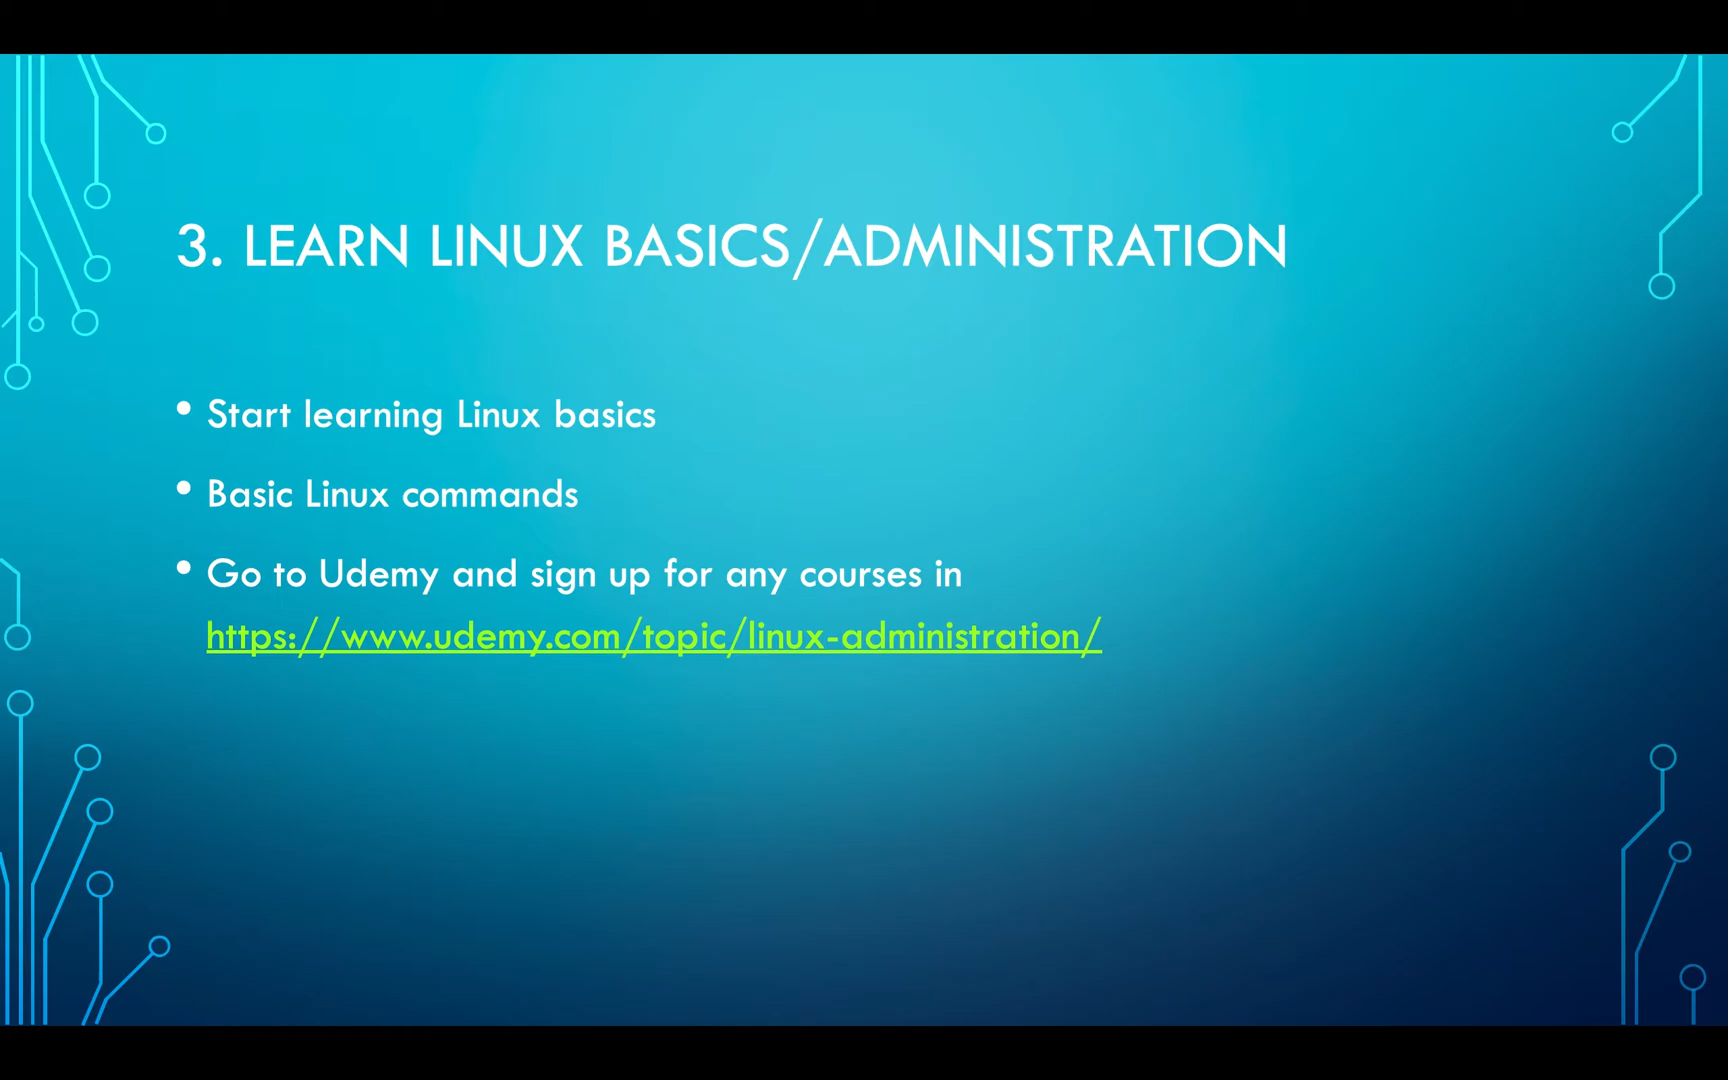 3. LEARN LINUX BASICS/ADMINISTRATION
• Start learning Linux basics
• Basic Linux commands
• Go to Udemy and sign up for any courses in
https://www.udemy.com/topic/linux-administration/